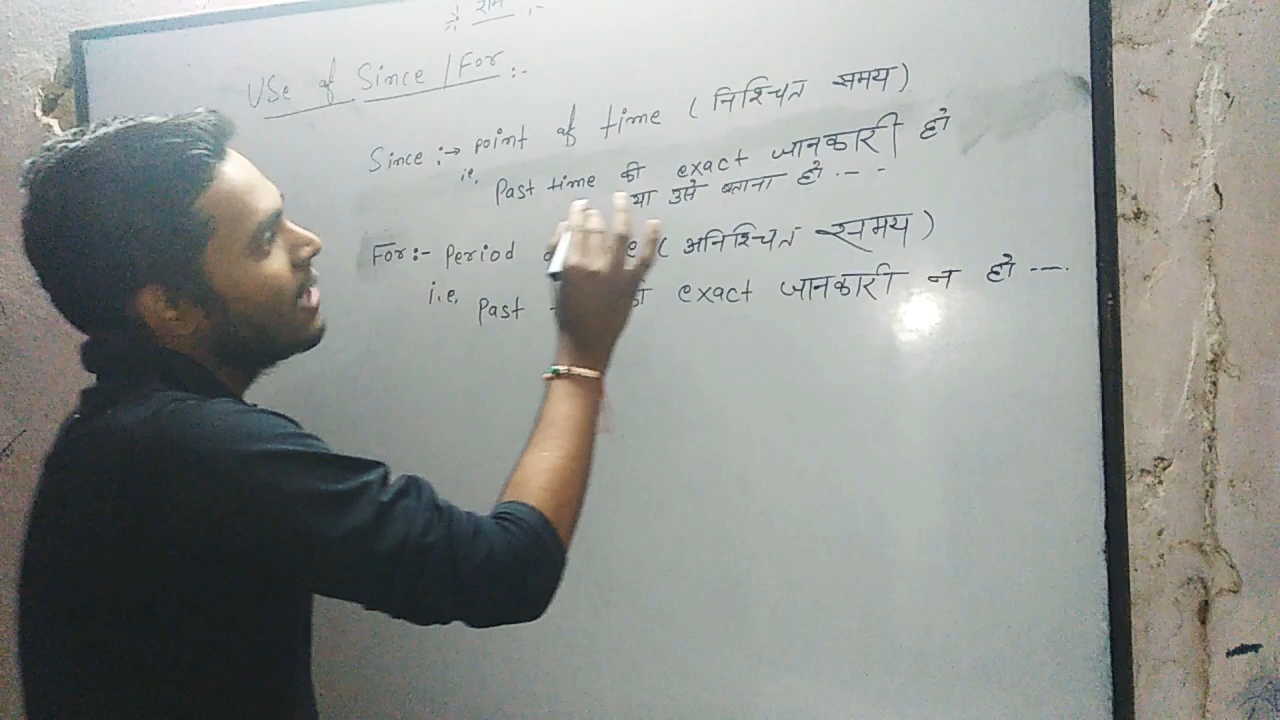 Use of Since / For :-
Since :→ point of time ( निश्चित समय )
i.e. Past time की exact जानकारी हो
या उसे बताना हो - - -
For :- Period ( अनिश्चित समय )
i.e. Past exact जानकारी न हो ---.